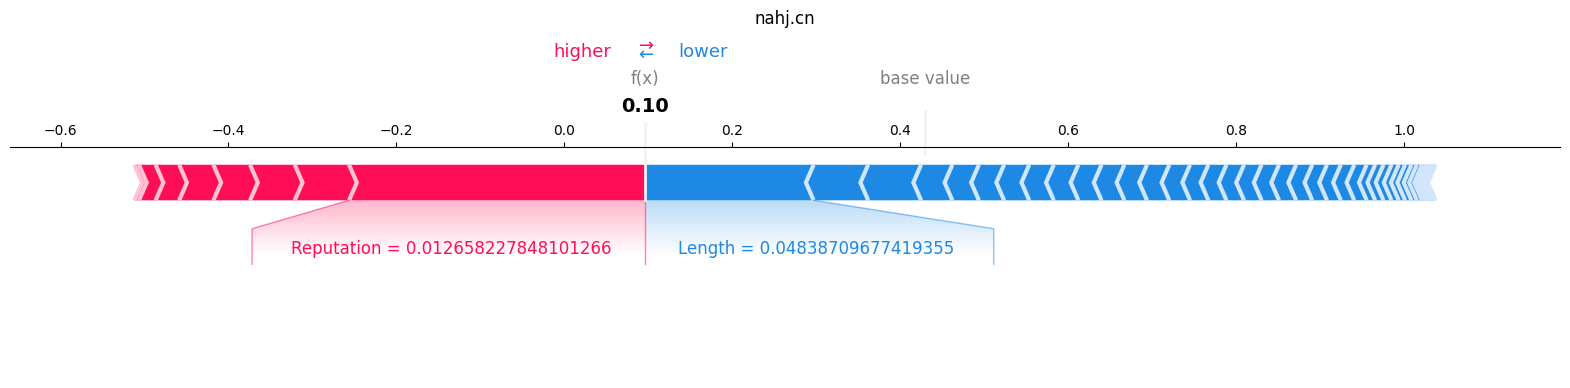 nahj.cn
higher → ← lower
f(x) base value
0.10
−0.6 −0.4 −0.2 0.0 0.2 0.4 0.6 0.8 1.0
Reputation = 0.012658227848101266 Length = 0.04838709677419355